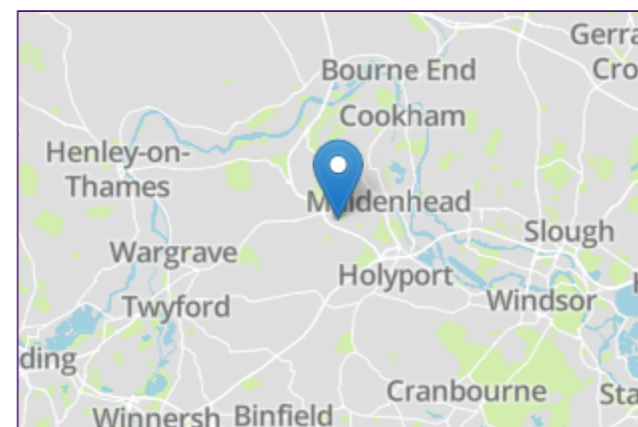 Gerra
Cro
Bourne End
Cookham
Henley-on-
Thames
Maidenhead
Slough
Wargrave
Holyport
Windsor
Twyford
ding
Cranbourne
Sta
Winnersh
Binfield